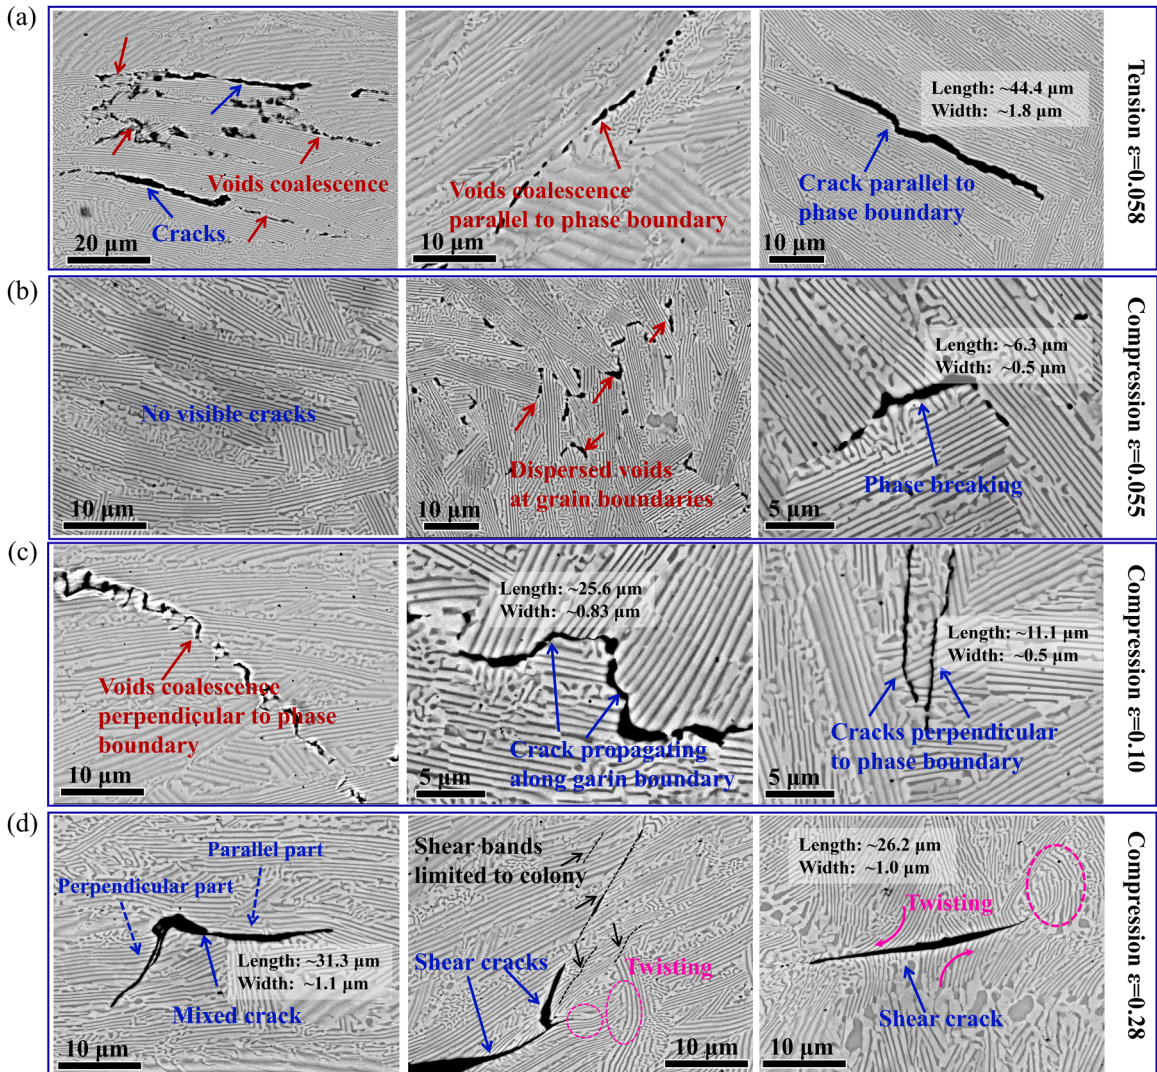 (a)
Voids coalescence
Cracks
20 μm
Voids coalescence
parallel to phase boundary
10 μm
Length: ~44.4 μm
Width: ~1.8 μm
Crack parallel to
phase boundary
10 μm
Tension ε=0.058
(b)
No visible cracks
10 μm
Dispersed voids
at grain boundaries
10 μm
Length: ~6.3 μm
Width: ~0.5 μm
Phase breaking
5 μm
Compression ε=0.055
(c)
Voids coalescence
perpendicular to phase
boundary
10 μm
Length: ~25.6 μm
Width: ~0.83 μm
Crack propagating
along garin boundary
5 μm
Length: ~11.1 μm
Width: ~0.5 μm
Cracks perpendicular
to phase boundary
5 μm
Compression ε=0.10
(d)
Parallel part
Perpendicular part
Length: ~31.3 μm
Width: ~1.1 μm
Mixed crack
10 μm
Shear bands
limited to colony
Shear cracks
Twisting
10 μm
Length: ~26.2 μm
Width: ~1.0 μm
Twisting
Shear crack
10 μm
Compression ε=0.28